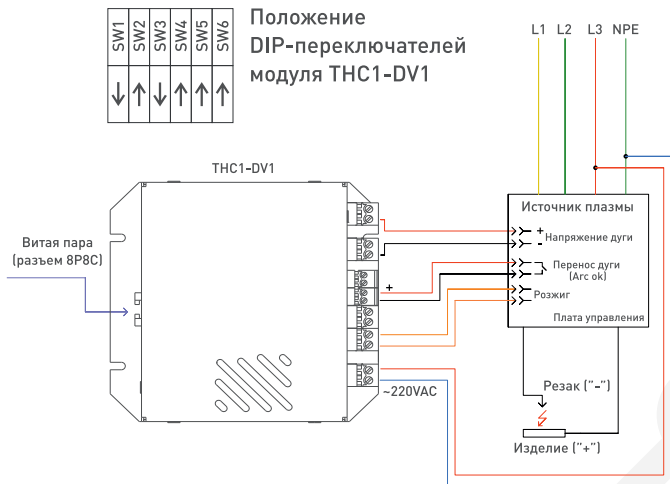 SW1 SW2 SW3 SW4 SW5 SW6
Положение
DIP-переключателей
модуля THC1-DV1
L1 L2 L3 NPE
THC1-DV1
Источник плазмы
+
Напряжение дуги
-
Витая пара
(разъем 8P8C)
Перенос дуги
(Arc ok)
+
Розжиг
Плата управления
~220VAC
Резак ("-")
Изделие ("+")